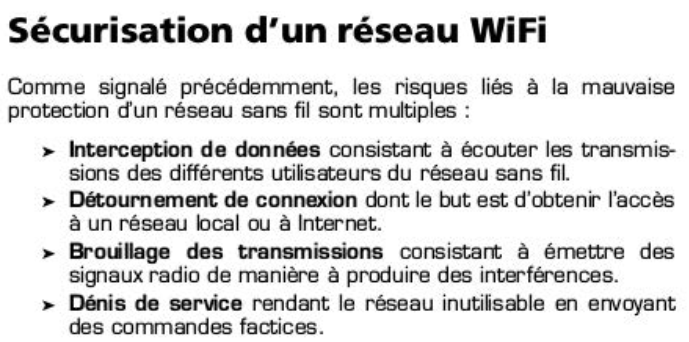 Sécurisation d'un réseau WiFi
Comme signalé précédemment, les risques liés à la mauvaise
protection d'un réseau sans fil sont multiples :
➤ Interception de données consistant à écouter les transmis-
sions des différents utilisateurs du réseau sans fil.
➤ Détournement de connexion dont le but est d'obtenir l'accès
à un réseau local ou à Internet.
➤ Brouillage des transmissions consistant à émettre des
signaux radio de manière à produire des interférences.
➤ Dénis de service rendant le réseau inutilisable en envoyant
des commandes factices.